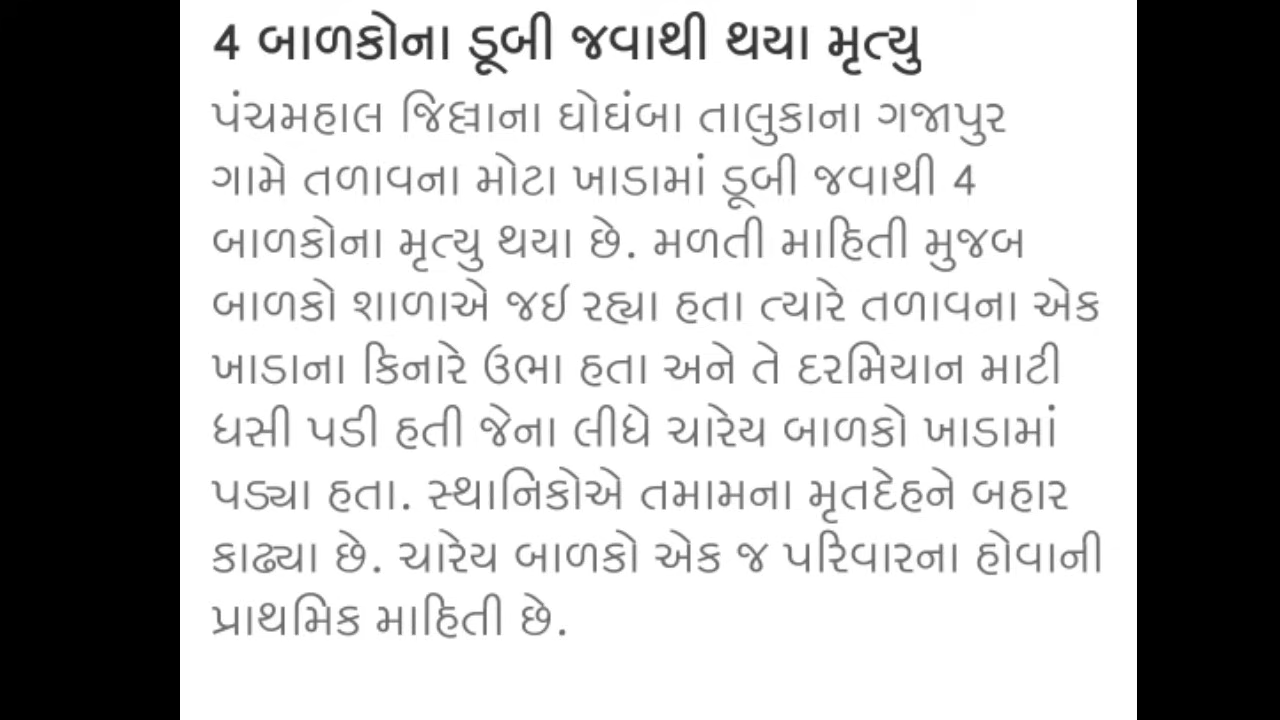 4 બાળકોના ડૂબી જવાથી થયા મૃત્યુ
પંચમહાલ જિલ્લાના ઘોઘંબા તાલુકાના ગજાપુર
ગામે તળાવના મોટા ખાડામાં ડૂબી જવાથી 4
બાળકોના મૃત્યુ થયા છે. મળતી માહિતી મુજબ
બાળકો શાળાએ જઈ રહ્યા હતા ત્યારે તળાવના એક
ખાડાના કિનારે ઉભા હતા અને તે દરમિયાન માટી
ધસી પડી હતી જેના લીધે ચારેય બાળકો ખાડામાં
પડ્યા હતા. સ્થાનિકોએ તમામના મૃતદેહને બહાર
કાઢ્યા છે. ચારેય બાળકો એક જ પરિવારના હોવાની
પ્રાથમિક માહિતી છે.